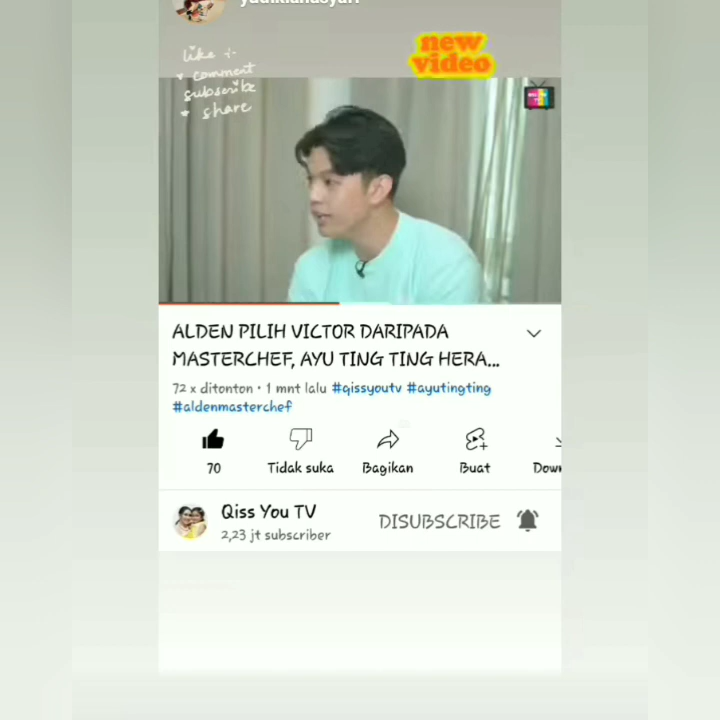 new
video
like
comment
subscribe
share
ALDEN PILIH VICTOR DARIPADA
MASTERCHEF, AYU TING TING HERA...
72 x ditonton · 1 mnt lalu #qissyoutv #ayutingting
#aldenmasterchef
70
Tidak suka
Bagikan
Buat
Down
Qiss You TV
2,23 jt subscriber
DISUBSCRIBE